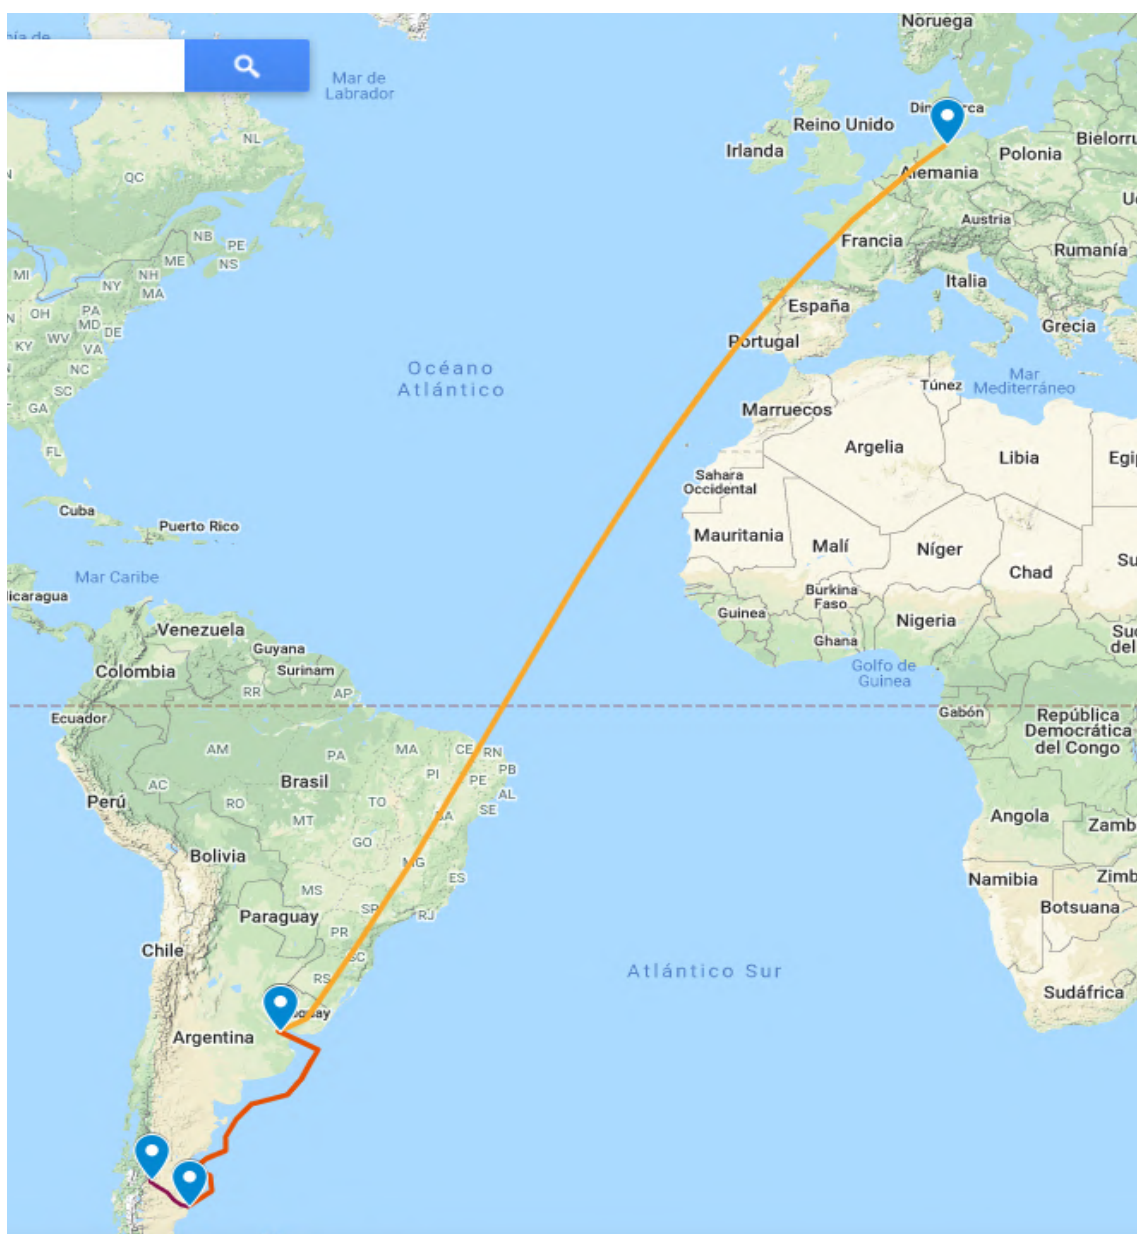 Noruega
Mar de
Labrador
Reino Unido
Irlanda
NL
QC
Polonia
Alemania
Austria
Francia
Rumanía
NB
PE
ME
NS
MI
NH
NY
MA
Italia
España
OH
PA
MD
DE
WV
KY
VA
Portugal
Grecia
NC
SC
GA
FL
Océano
Atlántico
Mar
Mediterráneo
Túnez
Marruecos
Argelia
Libia
Sahara
Occidental
Cuba
Puerto Rico
Mauritania
Malí
Níger
Chad
Mar Caribe
icaragua
Burkina
Faso
Guinea
Nigeria
Ghana
Venezuela
Guyana
Surinam
Colombia
RR
AP
Golfo de
Guinea
Ecuador
Gabón
República
Democrática
del Congo
AM
PA
MA
CE
RN
PB
PI
PE
AL
SE
Brasil
AC
RO
TO
MT
BA
Perú
GO
MG
Bolivia
MS
ES
Angola
Zamb
Namibia
Zimb
Botsuana
Paraguay
SP
RJ
PR
SC
Chile
RS
Atlántico Sur
Sudáfrica
Argentina